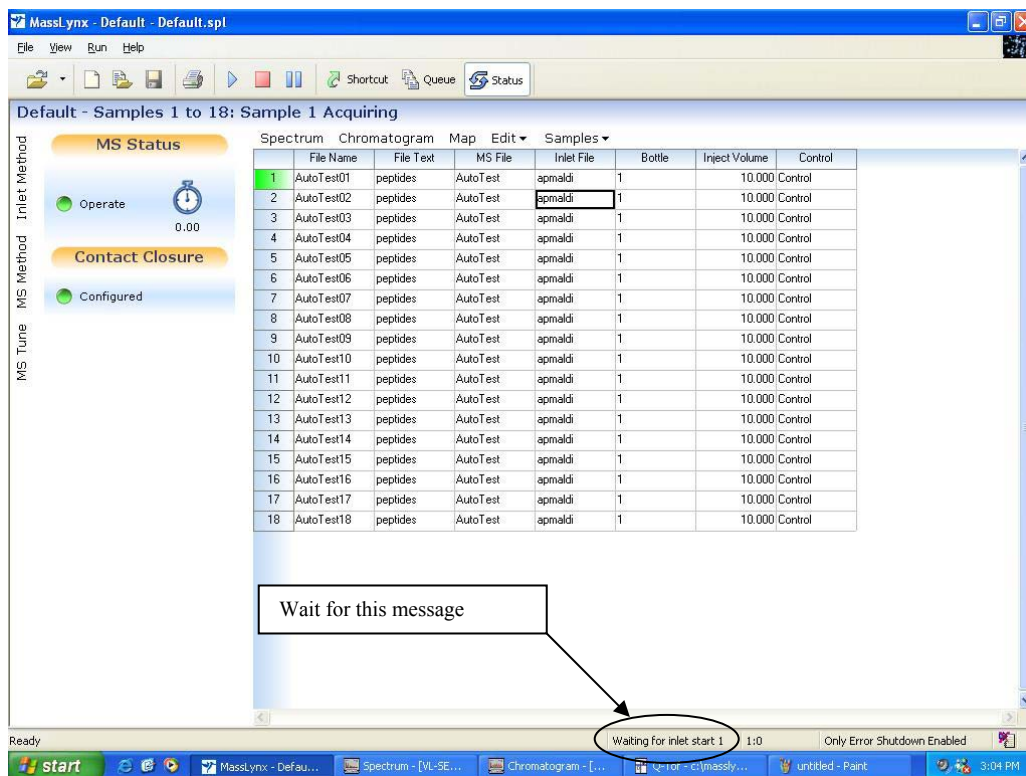 MassLynx - Default - Default.spl
File View Run Help
Shortcut Queue Status
Default - Samples 1 to 18: Sample 1 Acquiring
Inlet Method
MS Method
MS Tune
MS Status
Operate
0.00
Contact Closure
Configured
Spectrum Chromatogram Map Edit Samples
File Name File Text MS File Inlet File Bottle Inject Volume Control
1 AutoTest01 peptides AutoTest apmaldi 1 10.000 Control
2 AutoTest02 peptides AutoTest apmaldi 1 10.000 Control
3 AutoTest03 peptides AutoTest apmaldi 1 10.000 Control
4 AutoTest04 peptides AutoTest apmaldi 1 10.000 Control
5 AutoTest05 peptides AutoTest apmaldi 1 10.000 Control
6 AutoTest06 peptides AutoTest apmaldi 1 10.000 Control
7 AutoTest07 peptides AutoTest apmaldi 1 10.000 Control
8 AutoTest08 peptides AutoTest apmaldi 1 10.000 Control
9 AutoTest09 peptides AutoTest apmaldi 1 10.000 Control
10 AutoTest10 peptides AutoTest apmaldi 1 10.000 Control
11 AutoTest11 peptides AutoTest apmaldi 1 10.000 Control
12 AutoTest12 peptides AutoTest apmaldi 1 10.000 Control
13 AutoTest13 peptides AutoTest apmaldi 1 10.000 Control
14 AutoTest14 peptides AutoTest apmaldi 1 10.000 Control
15 AutoTest15 peptides AutoTest apmaldi 1 10.000 Control
16 AutoTest16 peptides AutoTest apmaldi 1 10.000 Control
17 AutoTest17 peptides AutoTest apmaldi 1 10.000 Control
18 AutoTest18 peptides AutoTest apmaldi 1 10.000 Control
Wait for this message
Ready Waiting for inlet start 1 1:0 Only Error Shutdown Enabled
start MassLynx - Defau... Spectrum - [VL-SE... Chromatogram - [... Q-Tof - c:\massly... untitled - Paint 3:04 PM